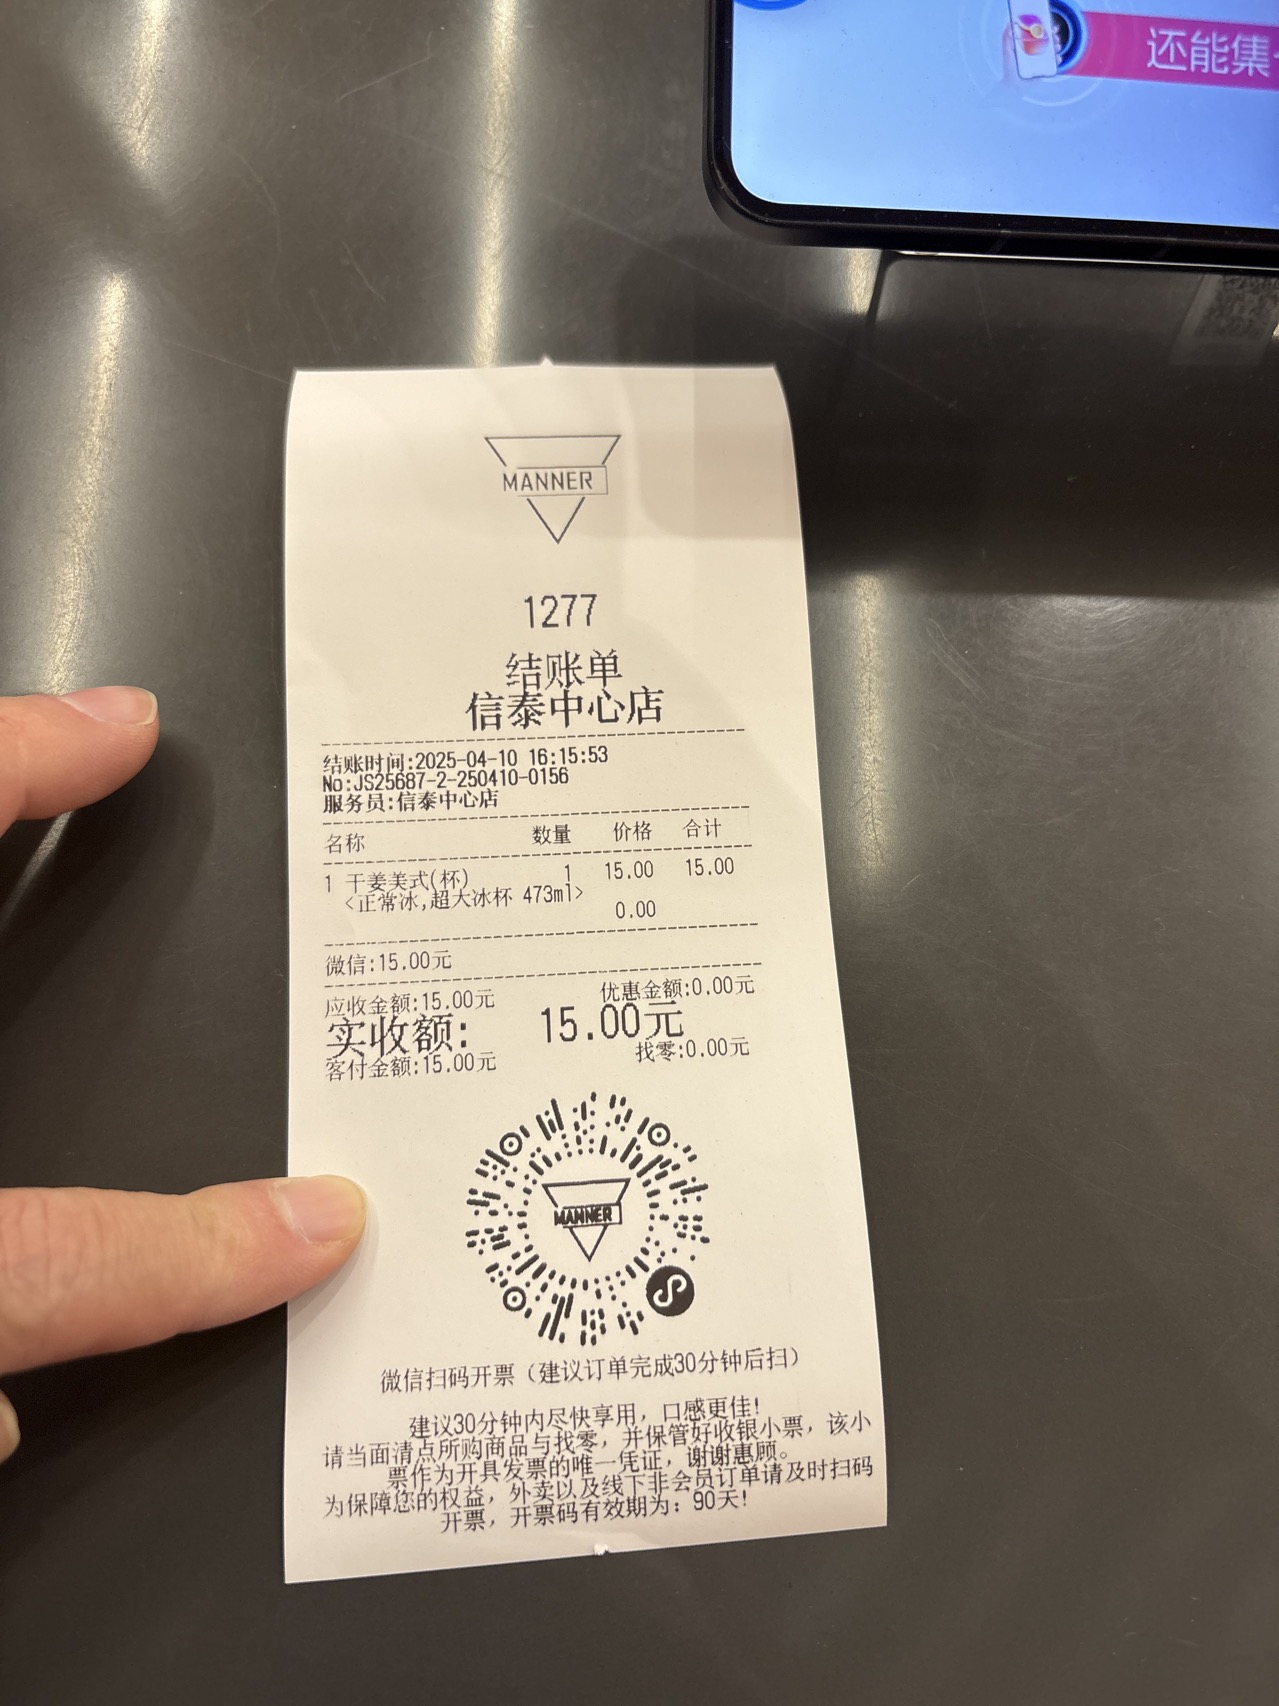 还能集
MANNER
1277
结账单
信泰中心店
结账时间:2025-04-10 16:15:53
No:JS25687-2-250410-0156
服务员:信泰中心店
名称 数量 价格 合计
1 干姜美式(杯) 1 15.00 15.00
<正常冰,超大冰杯 473ml>
0.00
微信:15.00元
应收金额:15.00元 优惠金额:0.00元
实收额: 15.00元
客付金额:15.00元 找零:0.00元
MANNER
微信扫码开票（建议订单完成30分钟后扫）
建议30分钟内尽快享用，口感更佳!
请当面清点所购商品与找零，并保管好收银小票，该小
票作为开具发票的唯一凭证，谢谢惠顾。
为保障您的权益，外卖以及线下非会员订单请及时扫码
开票，开票码有效期为：90天!